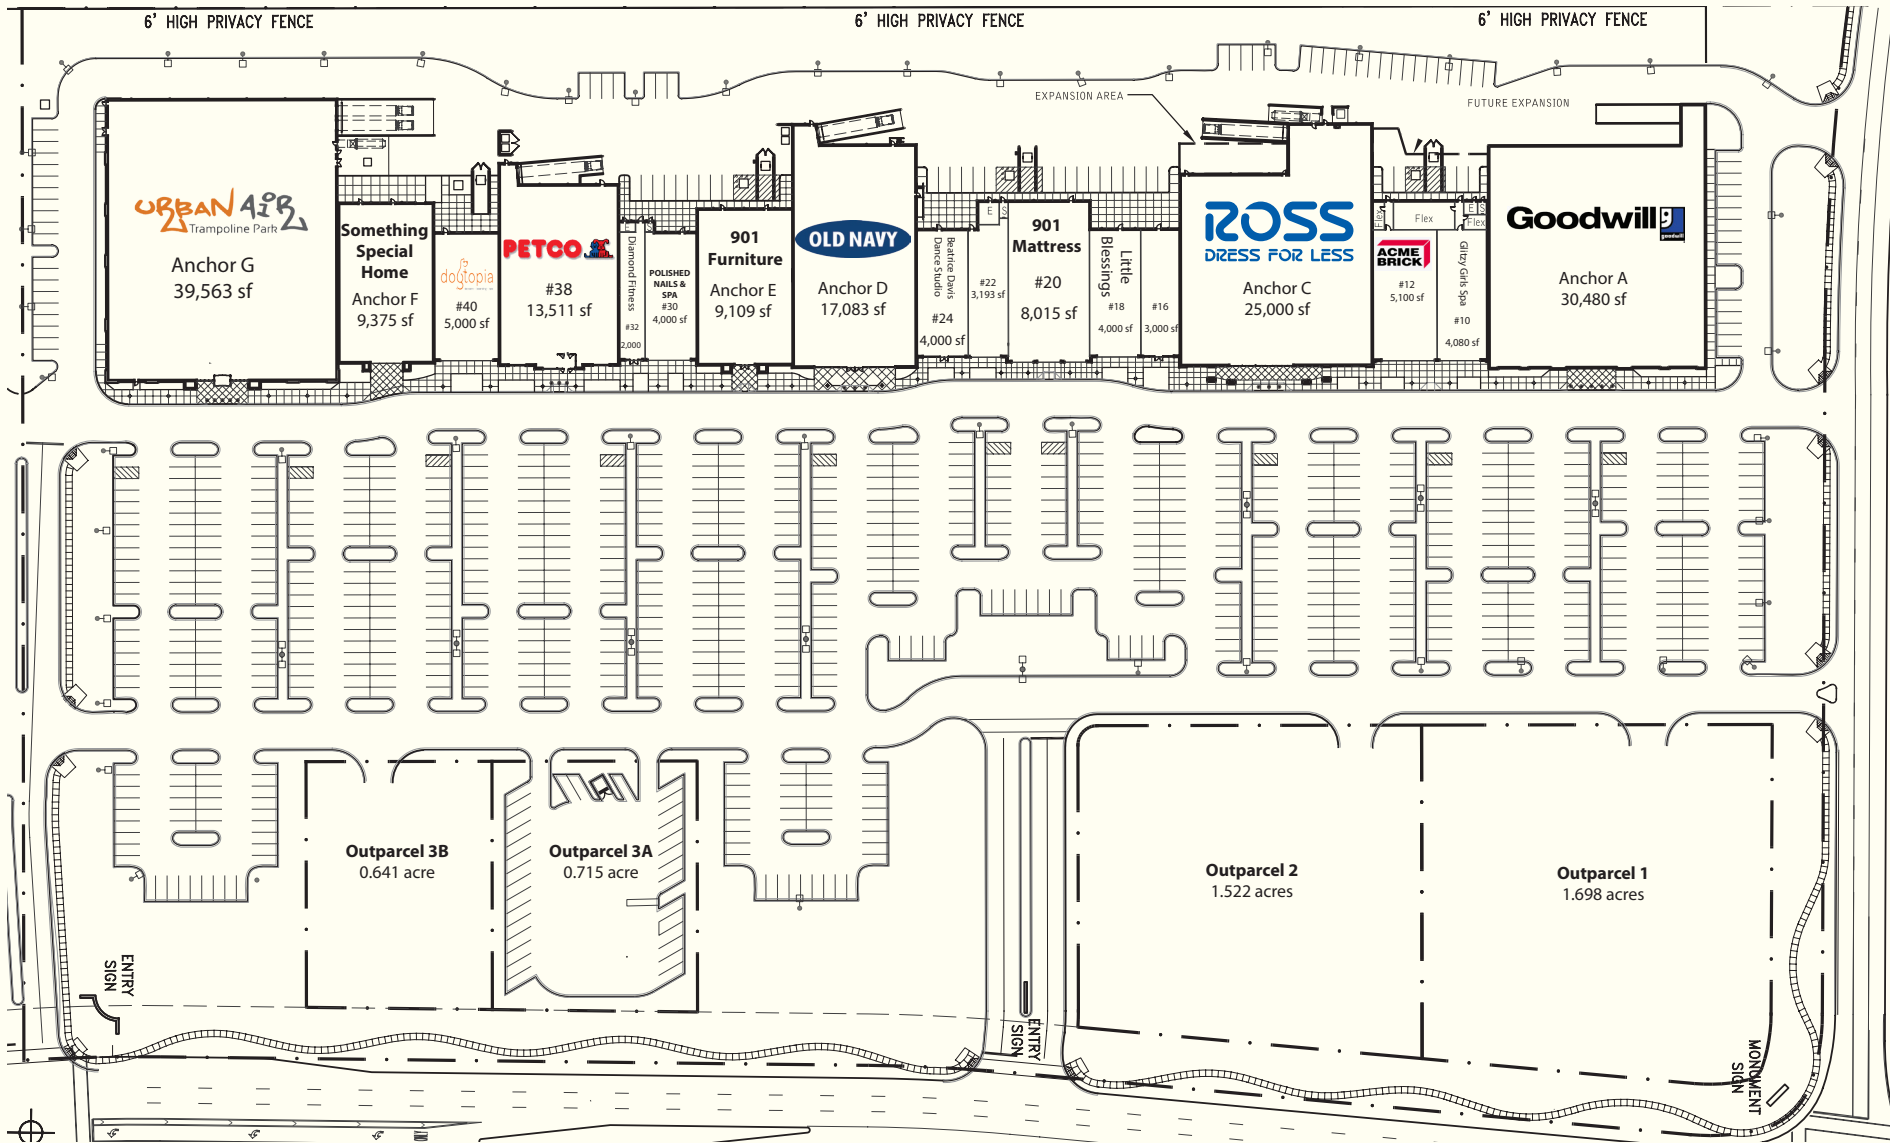 6' HIGH PRIVACY FENCE
6' HIGH PRIVACY FENCE
6' HIGH PRIVACY FENCE
EXPANSION AREA
FUTURE EXPANSION
URBAN AIR
Trampoline Park
Anchor G
39,563 sf
Something
Special
Home
Anchor F
9,375 sf
dogtopia
#40
5,000 sf
PETCO
#38
13,511 sf
E
S
Diamond Fitness
#32
2,000
POLISHED
NAILS &
SPA
#30
4,000 sf
901
Furniture
Anchor E
9,109 sf
OLD NAVY
Anchor D
17,083 sf
Beatrice Davis
Dance Studio
#24
4,000 sf
E
S
#22
3,193 sf
901
Mattress
#20
8,015 sf
Little
Blessings
#18
4,000 sf
#16
3,000 sf
ROSS
DRESS FOR LESS
Anchor C
25,000 sf
Flex
Flex
E
S
Flex
ACME
BRICK
#12
5,100 sf
Glitzy Girls Spa
#10
4,080 sf
Goodwill
goodwill
Anchor A
30,480 sf
Outparcel 3B
0.641 acre
Outparcel 3A
0.715 acre
Outparcel 2
1.522 acres
Outparcel 1
1.698 acres
ENTRY
SIGN
ENTRY
SIGN
MONUMENT
SIGN